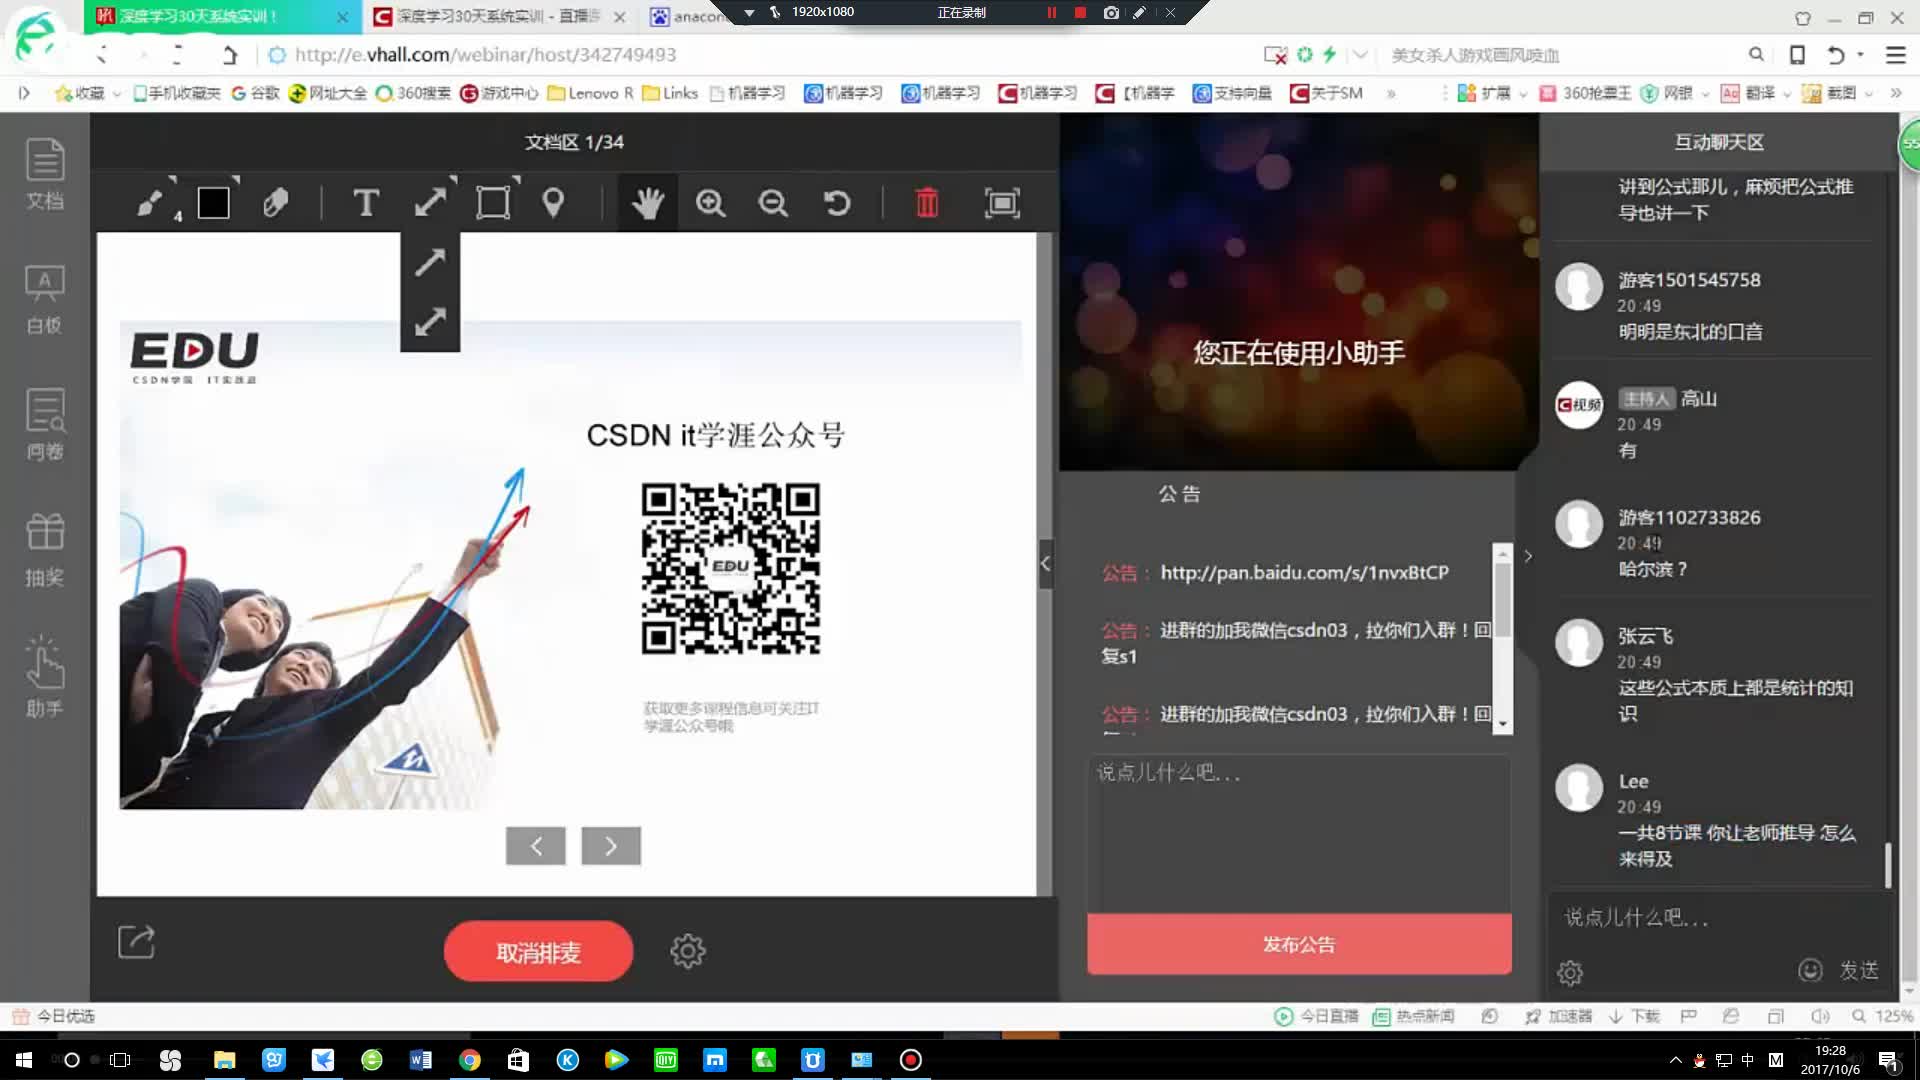 深度学习30天系统实训！
深度学习30天系统实训 - 直播
anacon
1920x1080
正在录制
http://e.vhall.com/webinar/host/342749493
美女杀人游戏画风喷血
收藏
手机收藏夹
谷歌
网址大全
360搜索
游戏中心
Lenovo R
Links
机器学习
机器学习
机器学习
机器学习
【机器学
支持向量
关于SM
扩展
360抢票王
网银
翻译
截图
文档
白板
问卷
抽奖
助手
文档区 1/34
4
EDU
CSDN学院 IT实战派
CSDN it学涯公众号
EDU
获取更多课程信息可关注IT
学涯公众号哦
取消排麦
您正在使用小助手
公告
公告： http://pan.baidu.com/s/1nvxBtCP
公告： 进群的加我微信csdn03，拉你们入群！回
复s1
公告： 进群的加我微信csdn03，拉你们入群！回
说点儿什么吧...
发布公告
互动聊天区
55
讲到公式那儿，麻烦把公式推
导也讲一下
游客1501545758
20:49
明明是东北的口音
C视频
主持人 高山
20:49
有
游客1102733826
20:49
哈尔滨？
张云飞
20:49
这些公式本质上都是统计的知
识
Lee
20:49
一共8节课 你让老师推导 怎么
来得及
说点儿什么吧...
发送
今日优选
今日直播
热点新闻
加速器
下载
125%
中
M
19:28
2017/10/6
1